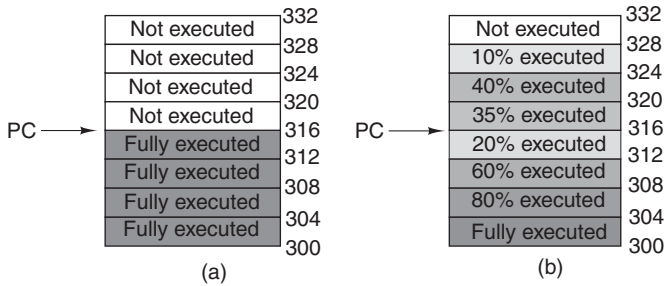 332
Not executed
328
Not executed
324
Not executed
320
Not executed
PC
316
Fully executed
312
Fully executed
308
Fully executed
304
Fully executed
300
(a)
332
Not executed
328
10% executed
324
40% executed
320
35% executed
PC
316
20% executed
312
60% executed
308
80% executed
304
Fully executed
300
(b)